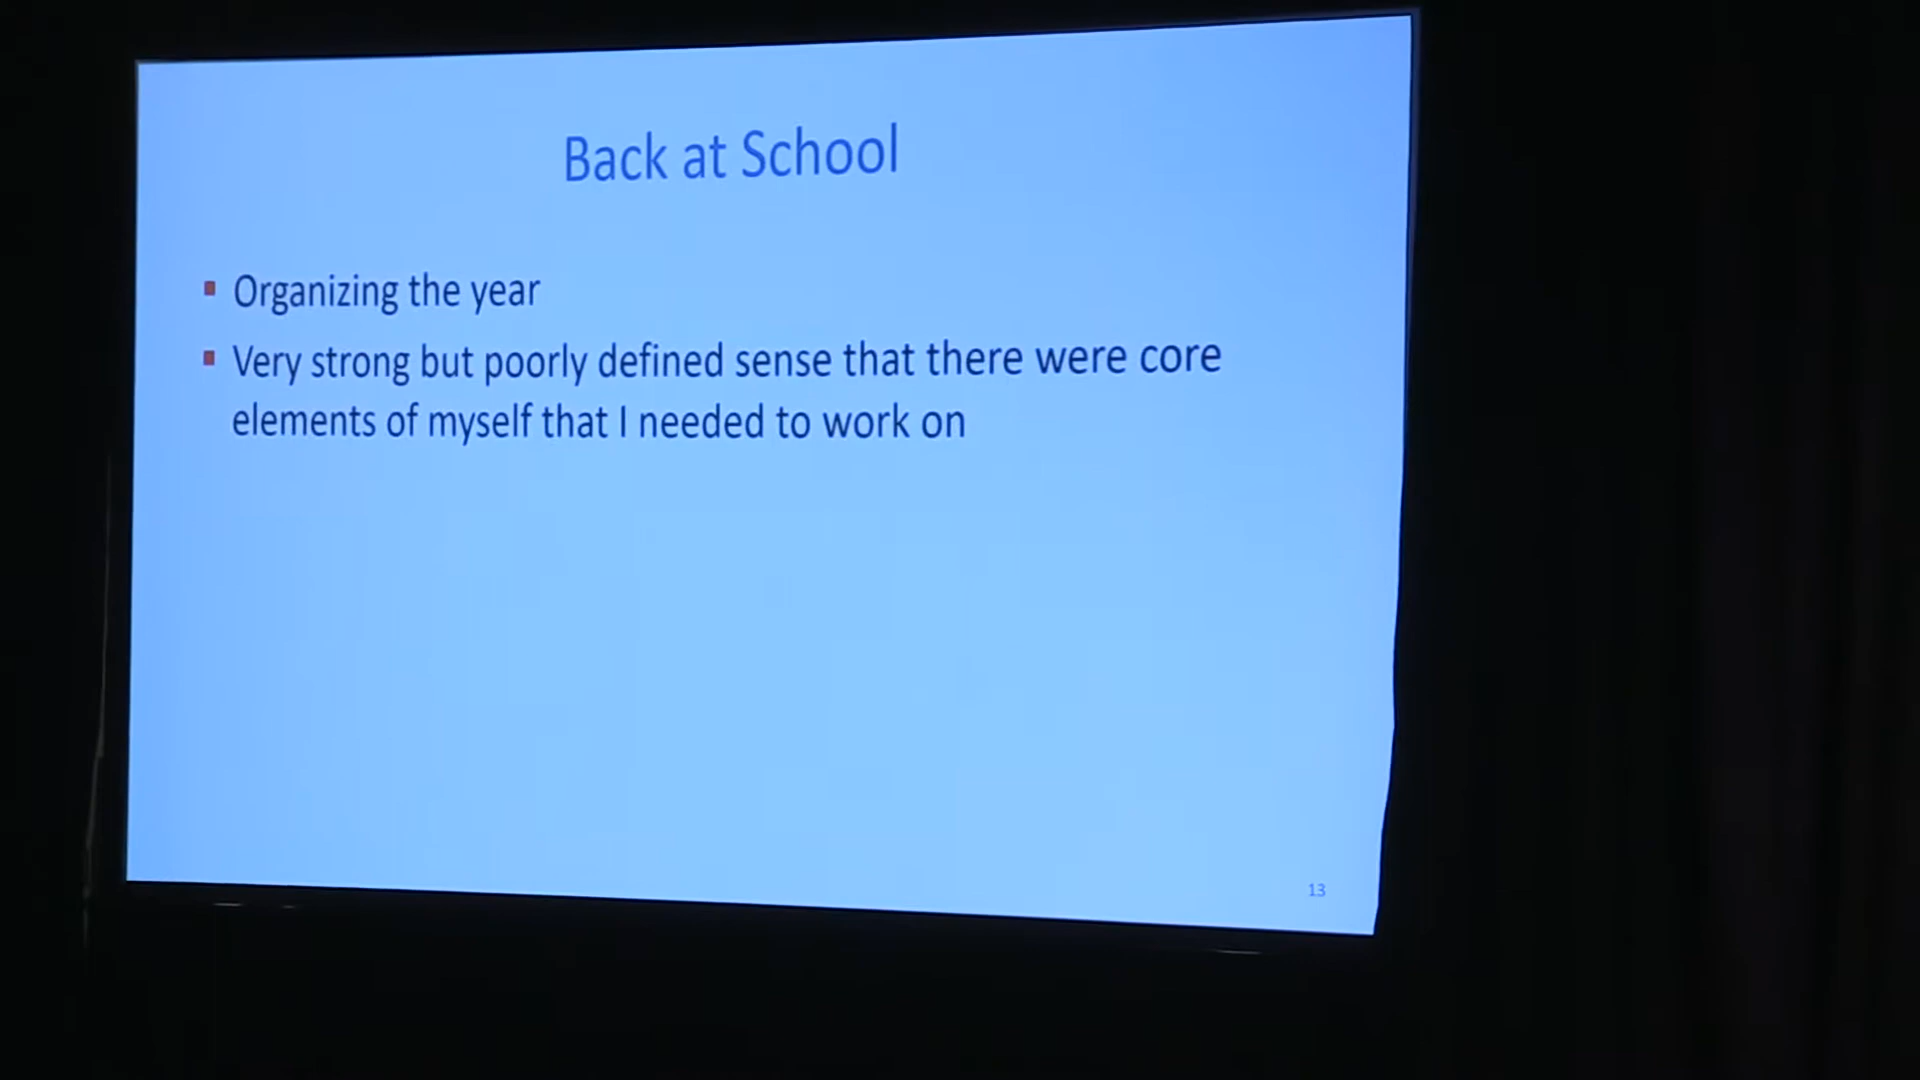 Back at School
Organizing the year
Very strong but poorly defined sense that there were core
elements of myself that I needed to work on
13